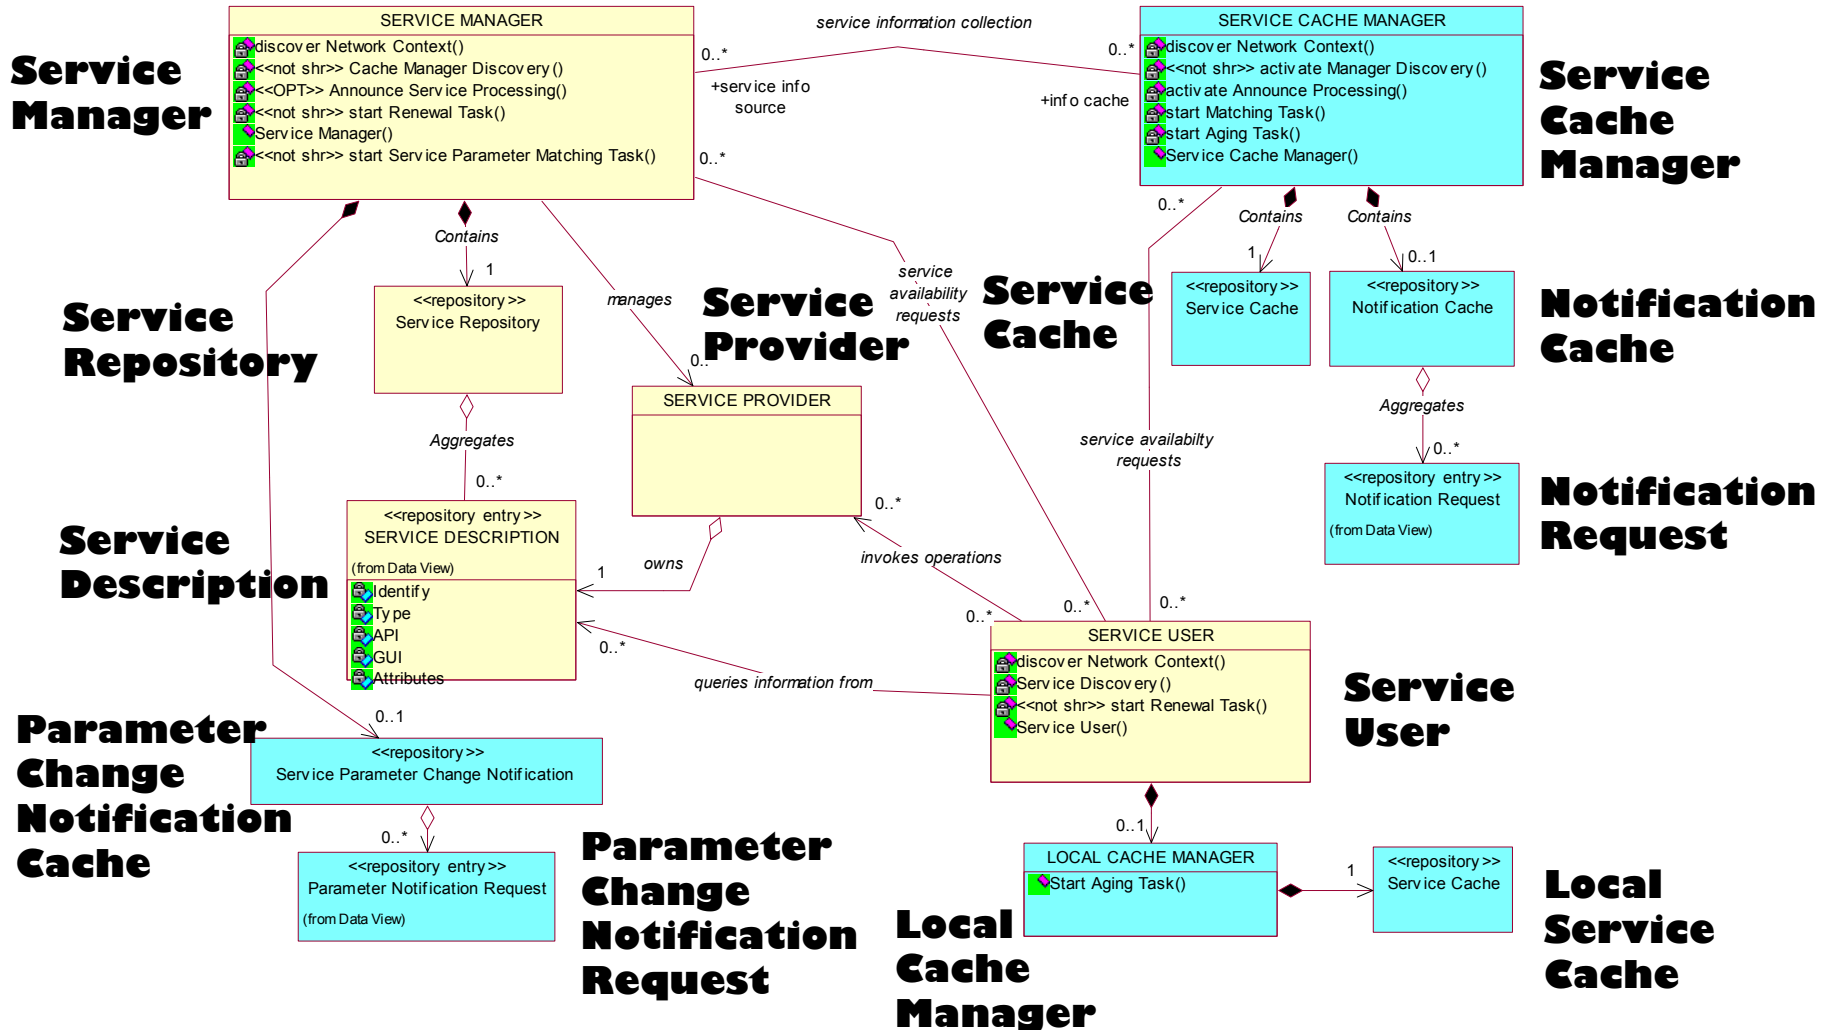 SERVICE MANAGER
discover Network Context()
<<not shr>> Cache Manager Discovery()
<<OPT>> Announce Service Processing()
<<not shr>> start Renewal Task()
Service Manager()
<<not shr>> start Service Parameter Matching Task()
Service
Manager
service information collection
0..*
+service info
source
0..*
+info cache
0..*
SERVICE CACHE MANAGER
discover Network Context()
<<not shr>> activate Manager Discovery()
activate Announce Processing()
start Matching Task()
start Aging Task()
Service Cache Manager()
Service
Cache
Manager
0..*
Contains
1
Contains
0..1
Contains
1
manages
0..
service
availability
requests
Service
Repository
<<repository>>
Service Repository
Service
Provider
Service
Cache
<<repository>>
Service Cache
<<repository>>
Notification Cache
Notification
Cache
SERVICE PROVIDER
Aggregates
0..*
Aggregates
0..*
service availabilty
requests
Service
Description
<<repository entry>>
SERVICE DESCRIPTION
(from Data View)
Identify
Type
API
GUI
Attributes
owns
1
0..*
invokes operations
0..*
0..*
0..*
<<repository entry>>
Notification Request
(from Data View)
Notification
Request
0..*
queries information from
SERVICE USER
discover Network Context()
Service Discovery()
<<not shr>> start Renewal Task()
Service User()
Service
User
0..1
Parameter
Change
Notification
Cache
<<repository>>
Service Parameter Change Notification
0..*
<<repository entry>>
Parameter Notification Request
(from Data View)
Parameter
Change
Notification
Request
0..1
LOCAL CACHE MANAGER
Start Aging Task()
Local
Cache
Manager
1
<<repository>>
Service Cache
Local
Service
Cache